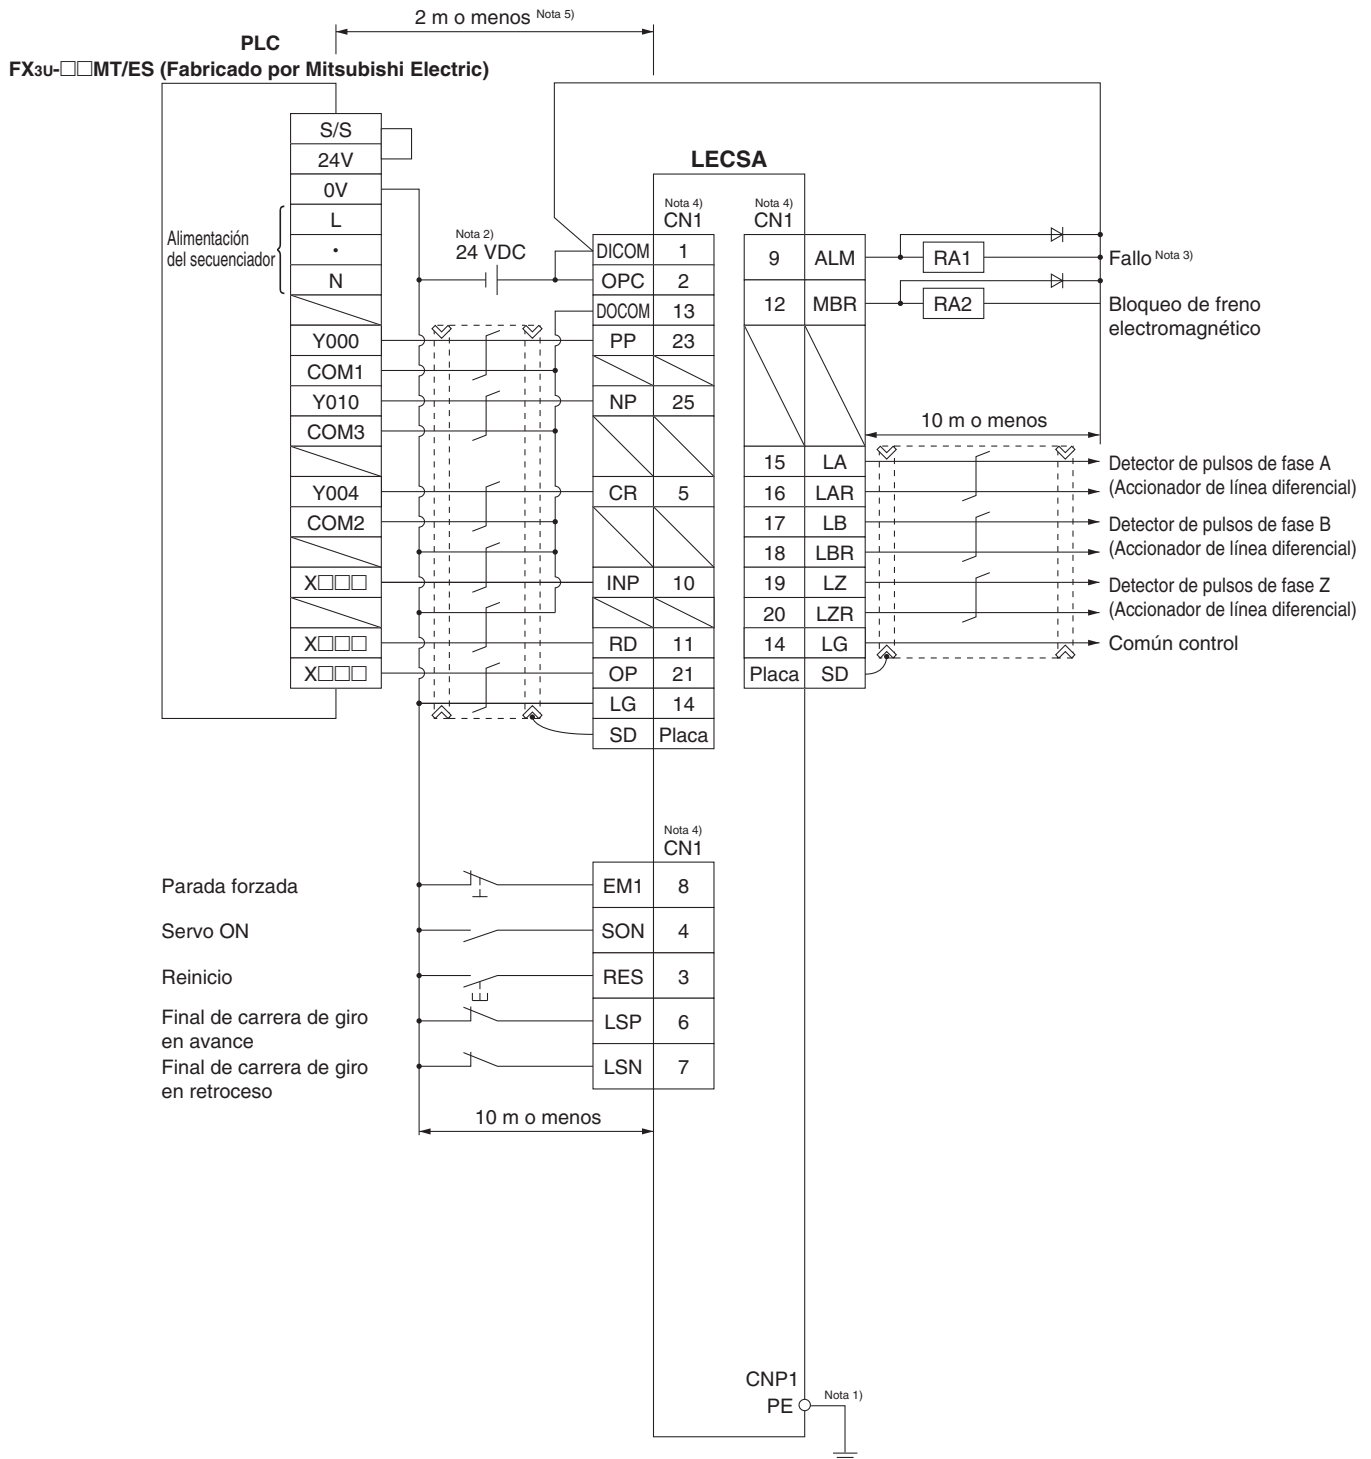 2 m o menos Nota 5)
PLC
FX3U-□□MT/ES (Fabricado por Mitsubishi Electric)
S/S
24V
0V
L
•
N
Alimentación
del secuenciador
Y000
COM1
Y010
COM3
Y004
COM2
X□□□
X□□□
X□□□
Nota 2)
24 VDC
LECSA
Nota 4)
CN1
DICOM 1
OPC 2
DOCOM 13
PP 23
NP 25
CR 5
INP 10
RD 11
OP 21
LG 14
SD Placa
Nota 4)
CN1
9 ALM
12 MBR
15 LA
16 LAR
17 LB
18 LBR
19 LZ
20 LZR
14 LG
Placa SD
RA1
RA2
Fallo Nota 3)
Bloqueo de freno
electromagnético
10 m o menos
Detector de pulsos de fase A
(Accionador de línea diferencial)
Detector de pulsos de fase B
(Accionador de línea diferencial)
Detector de pulsos de fase Z
(Accionador de línea diferencial)
Común control
Nota 4)
CN1
Parada forzada
EM1 8
Servo ON
SON 4
Reinicio
RES 3
Final de carrera de giro
en avance
LSP 6
Final de carrera de giro
en retroceso
LSN 7
10 m o menos
CNP1
PE
Nota 1)